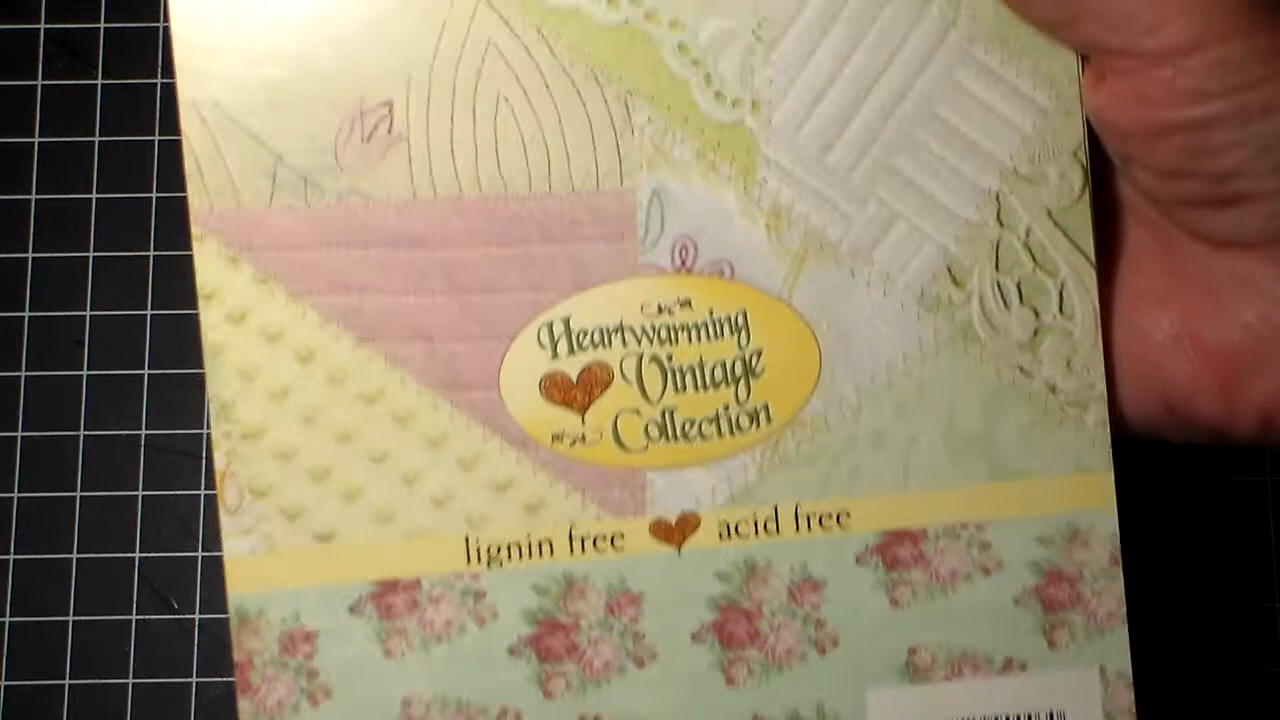 Heartwarming
Vintage
Collection
lignin free acid free